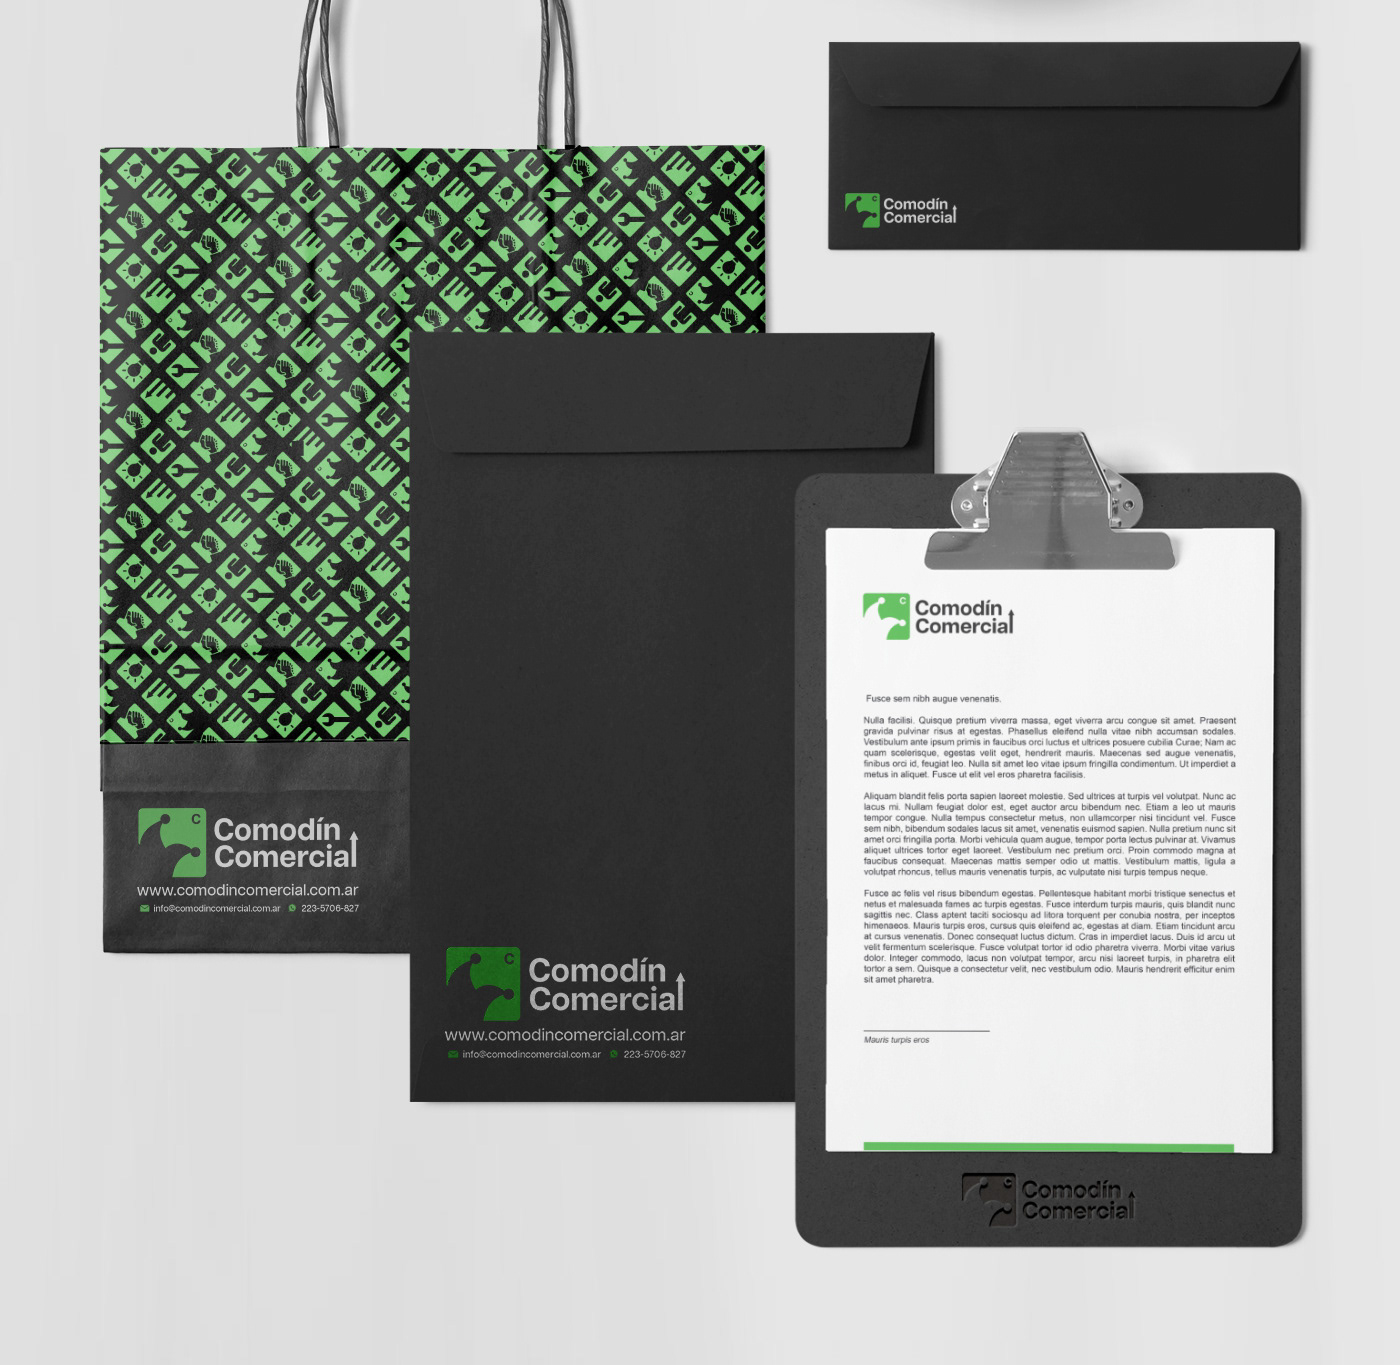 C
Comodín
Comercial
C
Comodín
Comercial
www.comodincomercial.com.ar
info@comodincomercial.com.ar 223-5706-827
C
Comodín
Comercial
www.comodincomercial.com.ar
info@comodincomercial.com.ar 223-5706-827
C
Comodín
Comercial
Fusce sem nibh augue venenatis.
Nulla facilisi. Quisque pretium viverra massa, eget viverra arcu congue sit amet. Praesent
gravida pulvinar risus at egestas. Phasellus eleifend nulla vitae nibh accumsan sodales.
Vestibulum ante ipsum primis in faucibus orci luctus et ultrices posuere cubilia Curae; Nam ac
quam scelerisque, egestas velit eget, hendrerit mauris. Maecenas sed augue venenatis,
finibus orci id, feugiat leo. Nulla sit amet leo vitae ipsum fringilla condimentum. Ut imperdiet a
metus in aliquet. Fusce ut elit vel eros pharetra facilisis.
Aliquam blandit felis porta sapien laoreet molestie. Sed ultrices at turpis vel volutpat. Nunc ac
lacus mi. Nullam feugiat dolor est, eget auctor arcu bibendum nec. Etiam a leo ut mauris
tempor congue. Nulla tempus consectetur metus, non ullamcorper nisi tincidunt vel. Fusce
sem nibh, bibendum sodales lacus sit amet, venenatis euismod sapien. Nulla pretium nunc sit
amet orci fringilla porta. Morbi vehicula quam augue, tempor porta lectus pulvinar at. Vivamus
aliquet ultrices tortor eget laoreet. Vestibulum nec pretium orci. Proin commodo magna at
faucibus consequat. Maecenas mattis semper odio ut mattis. Vestibulum mattis, ligula a
volutpat rhoncus, tellus mauris venenatis turpis, ac vulputate nisi turpis tempus neque.
Fusce ac felis vel risus bibendum egestas. Pellentesque habitant morbi tristique senectus et
netus et malesuada fames ac turpis egestas. Fusce interdum turpis mauris, quis blandit nunc
sagittis nec. Class aptent taciti sociosqu ad litora torquent per conubia nostra, per inceptos
himenaeos. Mauris turpis eros, cursus quis eleifend ac, egestas at diam. Etiam tincidunt arcu
at cursus venenatis. Donec consequat luctus dictum. Cras in imperdiet lacus. Duis id arcu ut
velit fermentum scelerisque. Fusce volutpat tortor id odio pharetra viverra. Morbi vitae varius
dolor. Integer commodo, lacus non volutpat tempor, arcu nisi laoreet turpis, in pharetra elit
tortor a sem. Quisque a consectetur velit, nec vestibulum odio. Mauris hendrerit efficitur enim
sit amet pharetra.
Mauris turpis eros
C
Comodín
Comercial